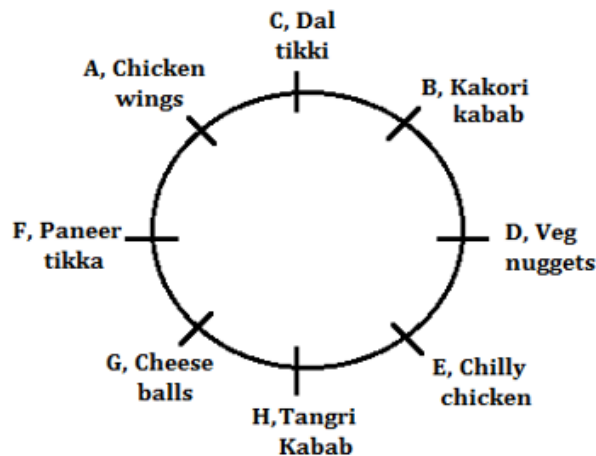 C, Dal
tikki
A, Chicken
wings
B, Kakori
kabab
F, Paneer
tikka
D, Veg
nuggets
G, Cheese
balls
E, Chilly
chicken
H,Tangri
Kabab